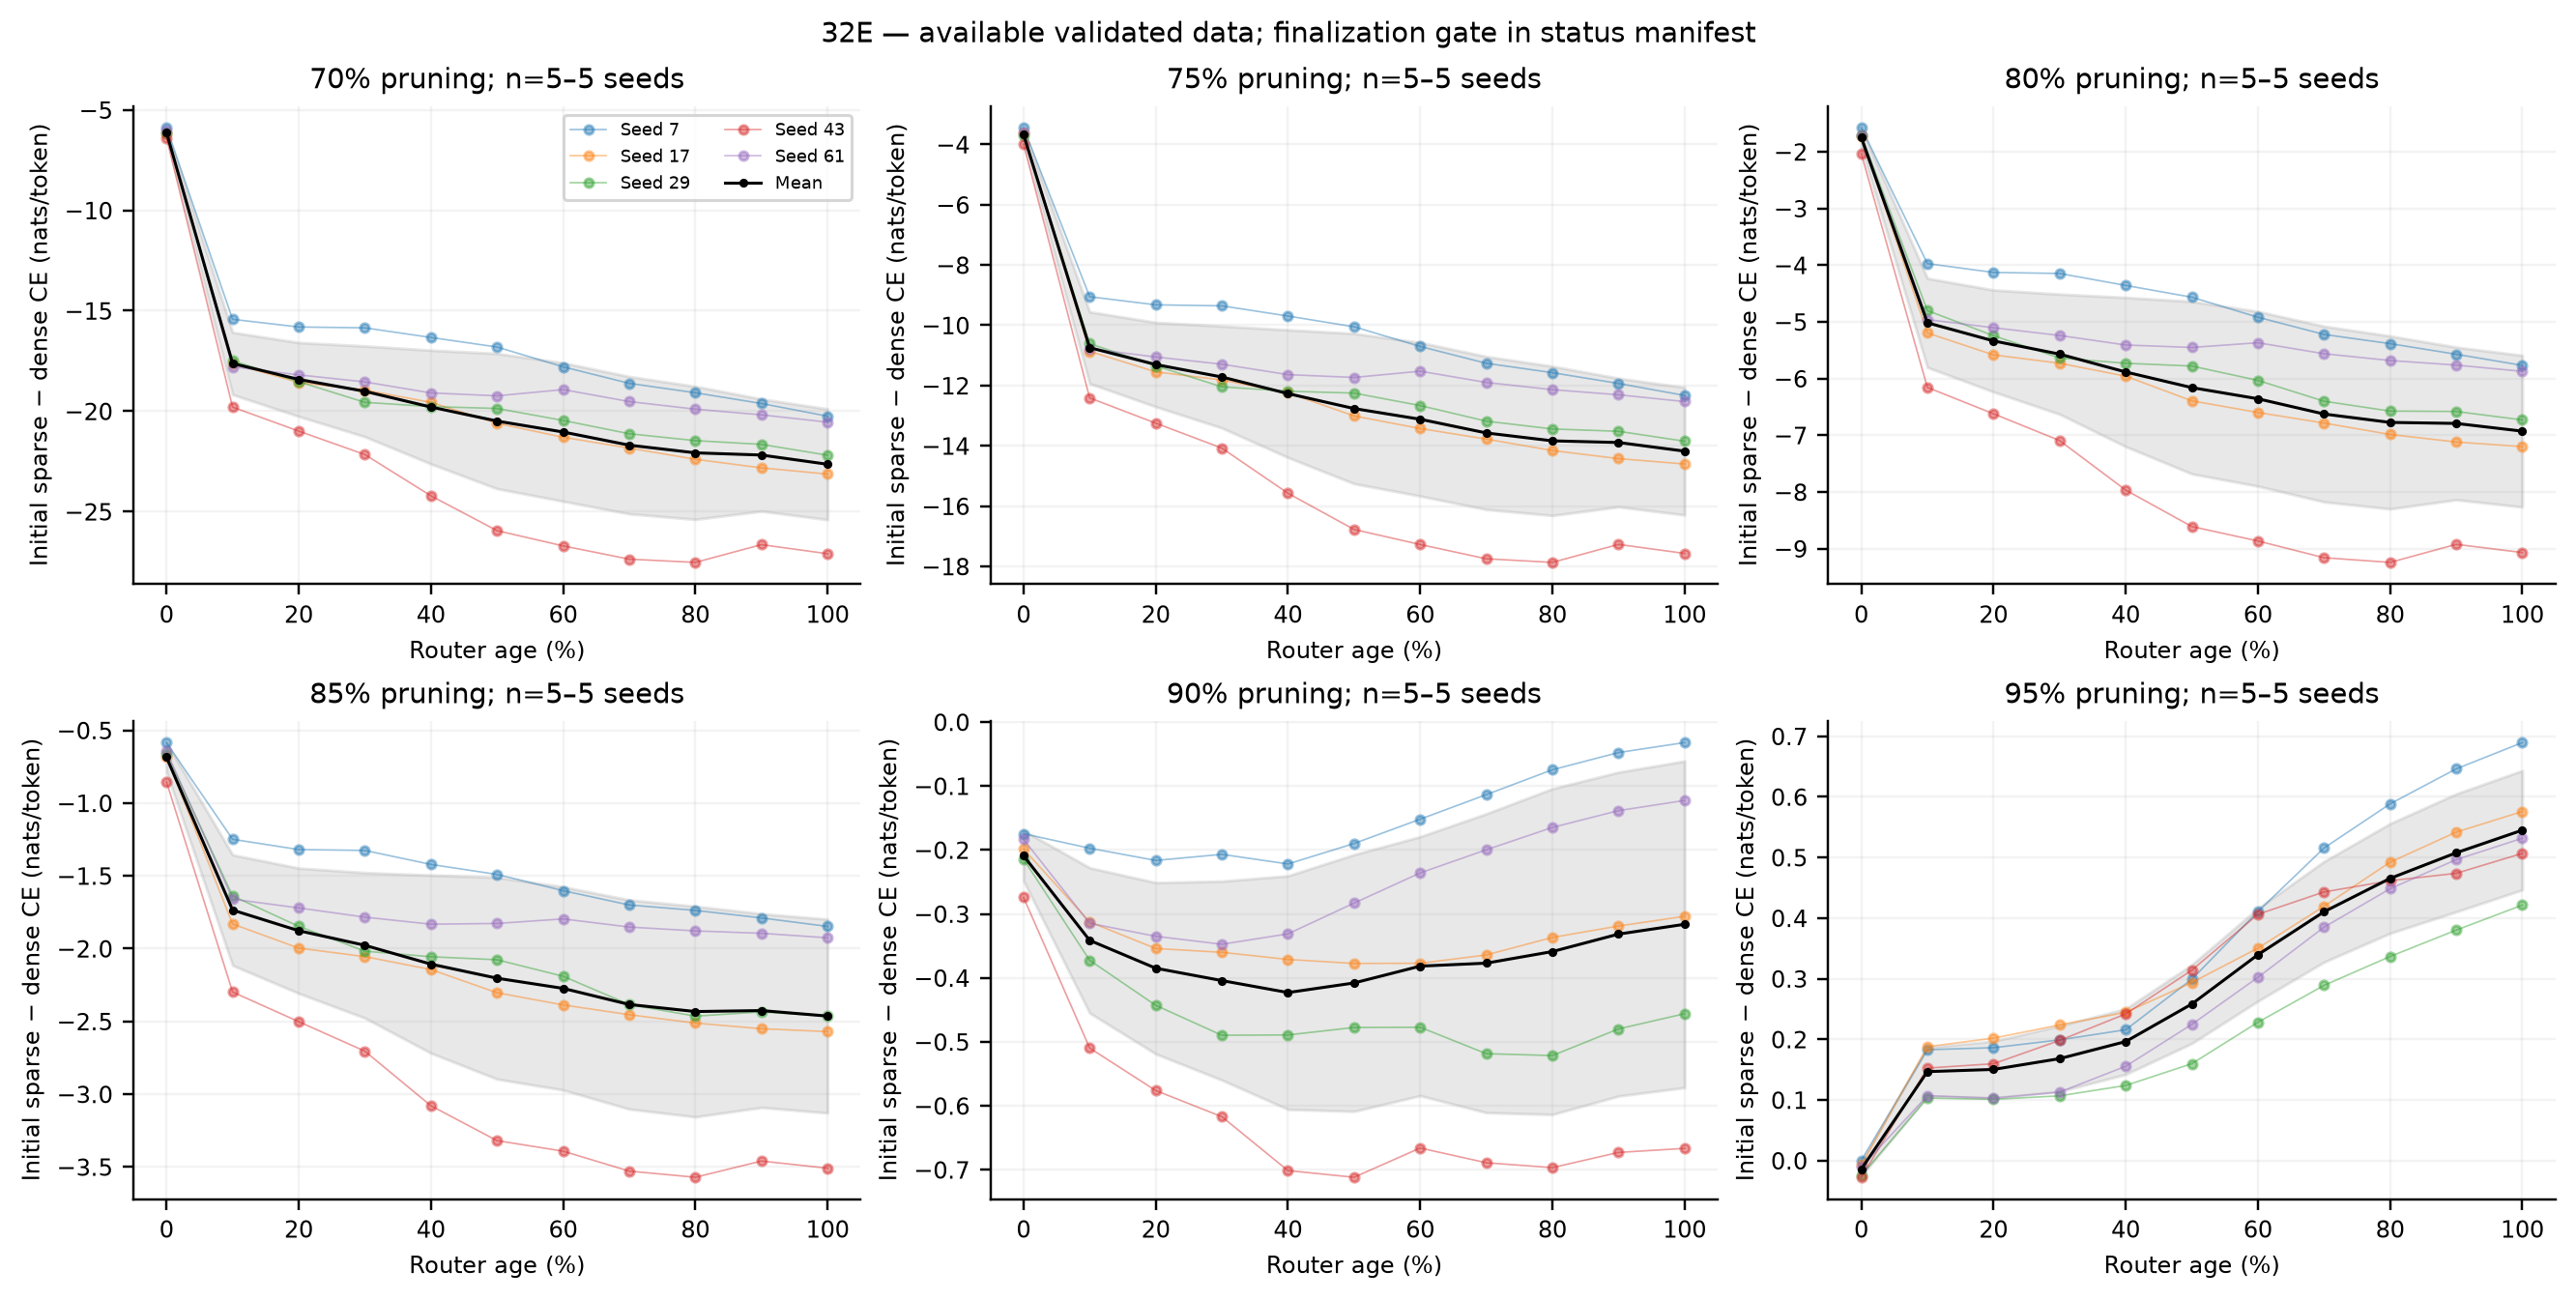 32E — available validated data; finalization gate in status manifest
70% pruning; n=5–5 seeds
Initial sparse − dense CE (nats/token)
−5
−10
−15
−20
−25
Seed 7
Seed 17
Seed 29
Seed 43
Seed 61
Mean
0 20 40 60 80 100
Router age (%)
75% pruning; n=5–5 seeds
Initial sparse − dense CE (nats/token)
−4
−6
−8
−10
−12
−14
−16
−18
0 20 40 60 80 100
Router age (%)
80% pruning; n=5–5 seeds
Initial sparse − dense CE (nats/token)
−2
−3
−4
−5
−6
−7
−8
−9
0 20 40 60 80 100
Router age (%)
85% pruning; n=5–5 seeds
Initial sparse − dense CE (nats/token)
−0.5
−1.0
−1.5
−2.0
−2.5
−3.0
−3.5
0 20 40 60 80 100
Router age (%)
90% pruning; n=5–5 seeds
Initial sparse − dense CE (nats/token)
0.0
−0.1
−0.2
−0.3
−0.4
−0.5
−0.6
−0.7
0 20 40 60 80 100
Router age (%)
95% pruning; n=5–5 seeds
Initial sparse − dense CE (nats/token)
0.7
0.6
0.5
0.4
0.3
0.2
0.1
0.0
0 20 40 60 80 100
Router age (%)